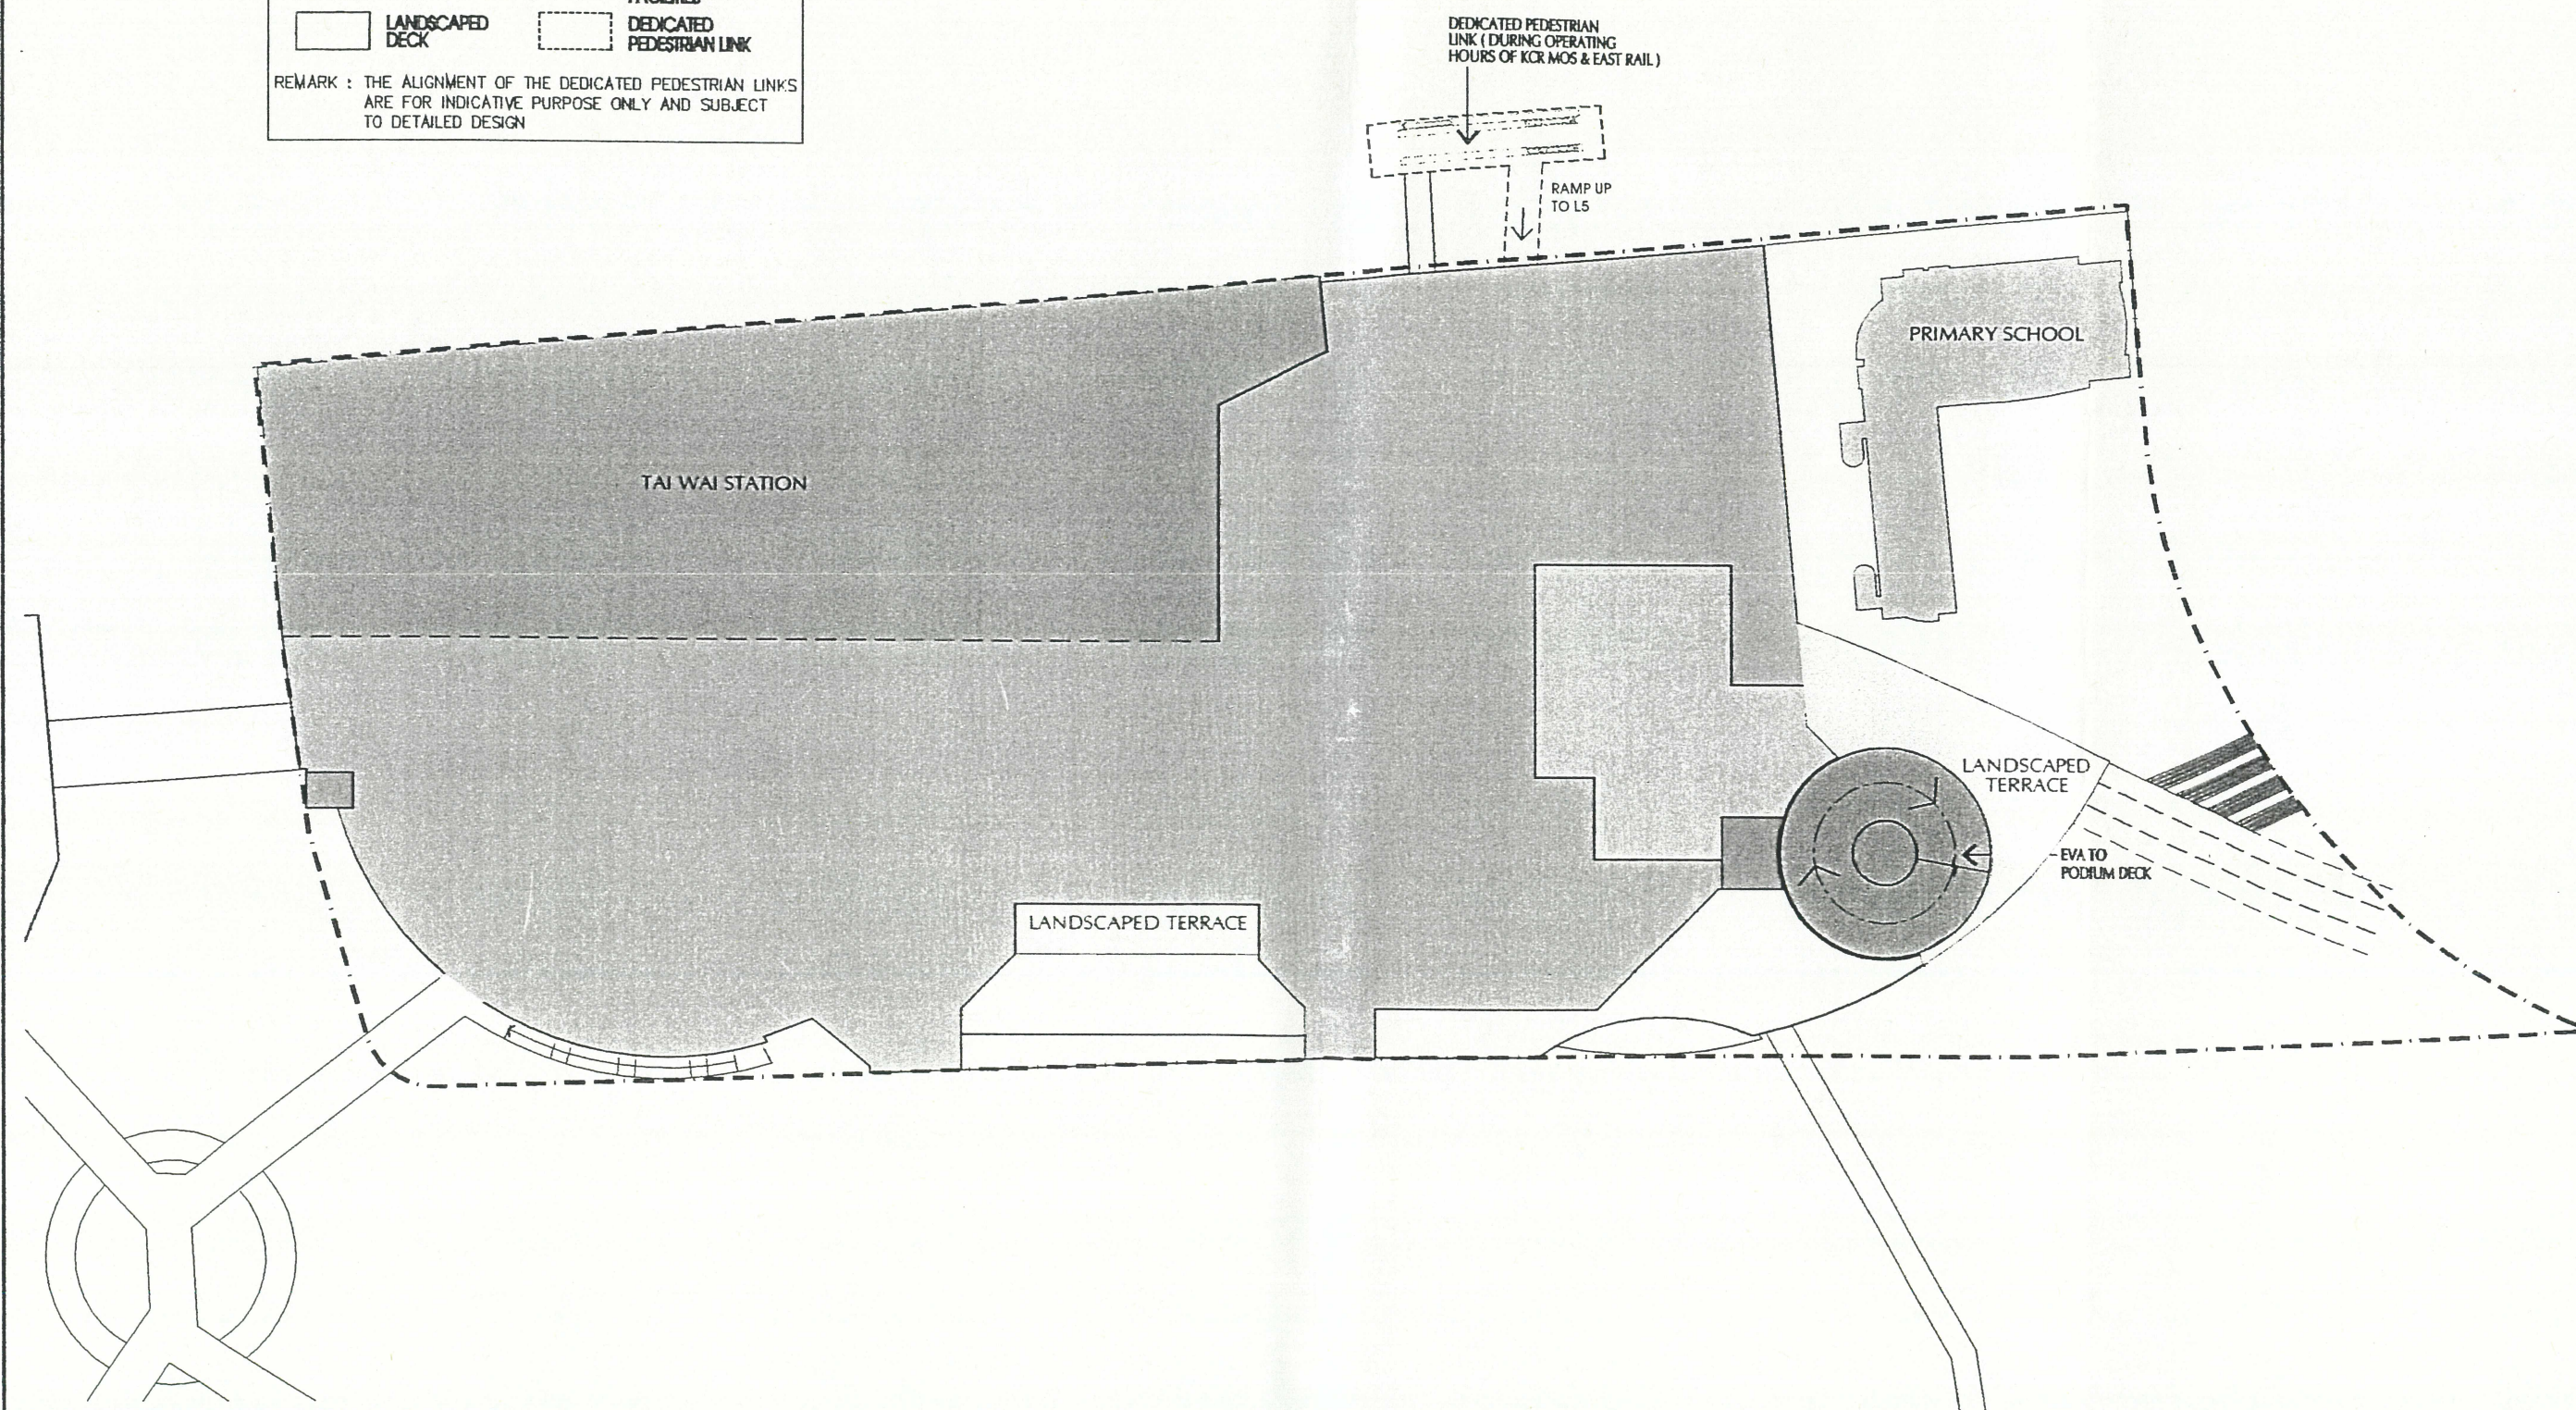 LANDSCAPED
DECK
DEDICATED
PEDESTRIAN LINK
REMARK : THE ALIGNMENT OF THE DEDICATED PEDESTRIAN LINKS
ARE FOR INDICATIVE PURPOSE ONLY AND SUBJECT
TO DETAILED DESIGN
DEDICATED PEDESTRIAN
LINK ( DURING OPERATING
HOURS OF KCR MOS & EAST RAIL )
RAMP UP
TO L5
PRIMARY SCHOOL
TAI WAI STATION
LANDSCAPED
TERRACE
EVA TO
PODIUM DECK
LANDSCAPED TERRACE